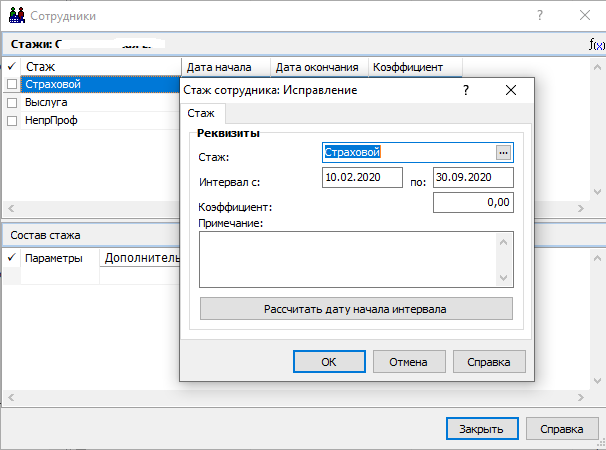 Сотрудники
Стажи: С
f(x)
Стаж Дата начала Дата окончания Коэффициент
Страховой
Выслуга
НепрПроф
Состав стажа
Параметры Дополнитель
Закрыть Справка
Стаж сотрудника: Исправление
Стаж
Реквизиты
Стаж: Страховой ...
Интервал с: 10.02.2020 по: 30.09.2020
Коэффициент: 0,00
Примечание:
Рассчитать дату начала интервала
ОК Отмена Справка